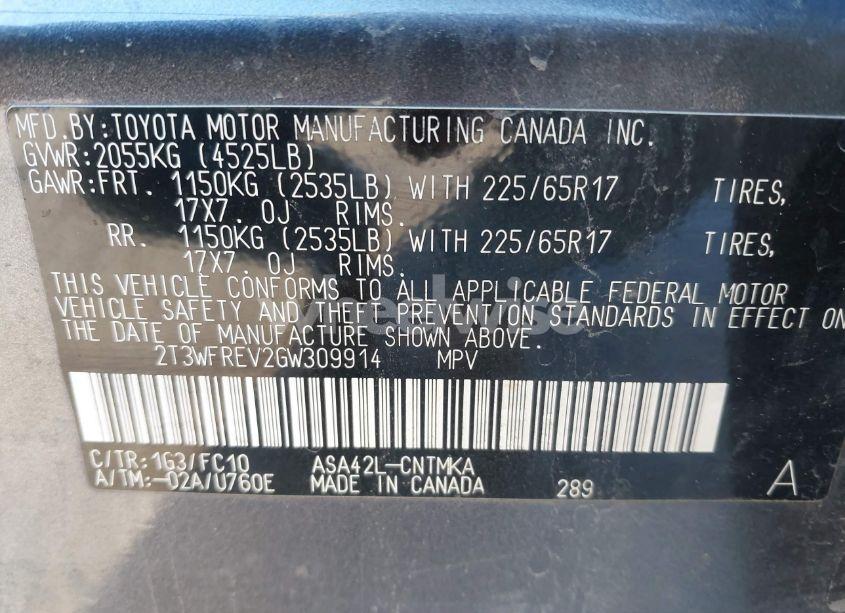 MFD.BY:TOYOTA MOTOR MANUFACTURING CANADA INC.
GVWR:2055KG (4525LB)
GAWR:FRT. 1150KG (2535LB) WITH 225/65R17 TIRES,
17X7.0J RIMS.
RR. 1150KG (2535LB) WITH 225/65R17 TIRES,
17X7.0J RIMS.
THIS VEHICLE CONFORMS TO ALL APPLICABLE FEDERAL MOTOR
VEHICLE SAFETY AND THEFT PREVENTION STANDARDS IN EFFECT ON
THE DATE OF MANUFACTURE SHOWN ABOVE.
2T3WFREV2GW309914 MPV
C/TR:1G3/FC10 ASA42L-CNTMKA
A/TM:-02A/U760E MADE IN CANADA 289 A